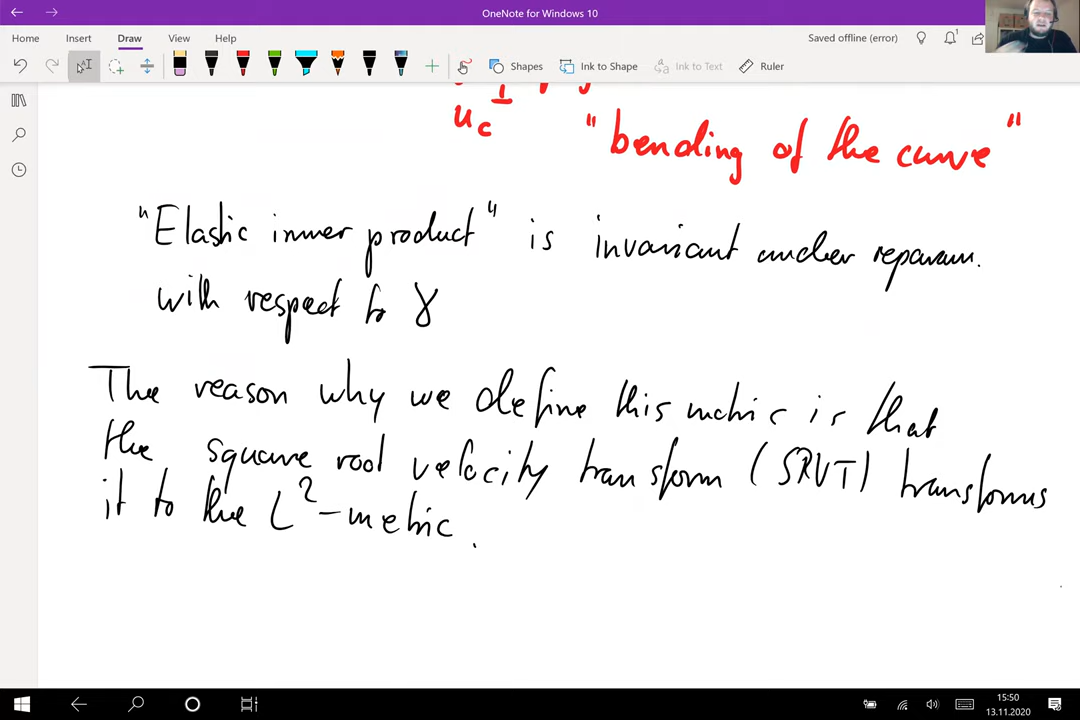 OneNote for Windows 10
Home Insert Draw View Help Saved offline (error)
Shapes Ink to Shape Ink to Text Ruler
u_c "bending of the curve"
"Elastic inner product" is invariant under reparam.
with respect to γ
The reason why we define this metric is that
the square root velocity transform (SRVT) transforms
it to the L²-metric.
15:50
13.11.2020